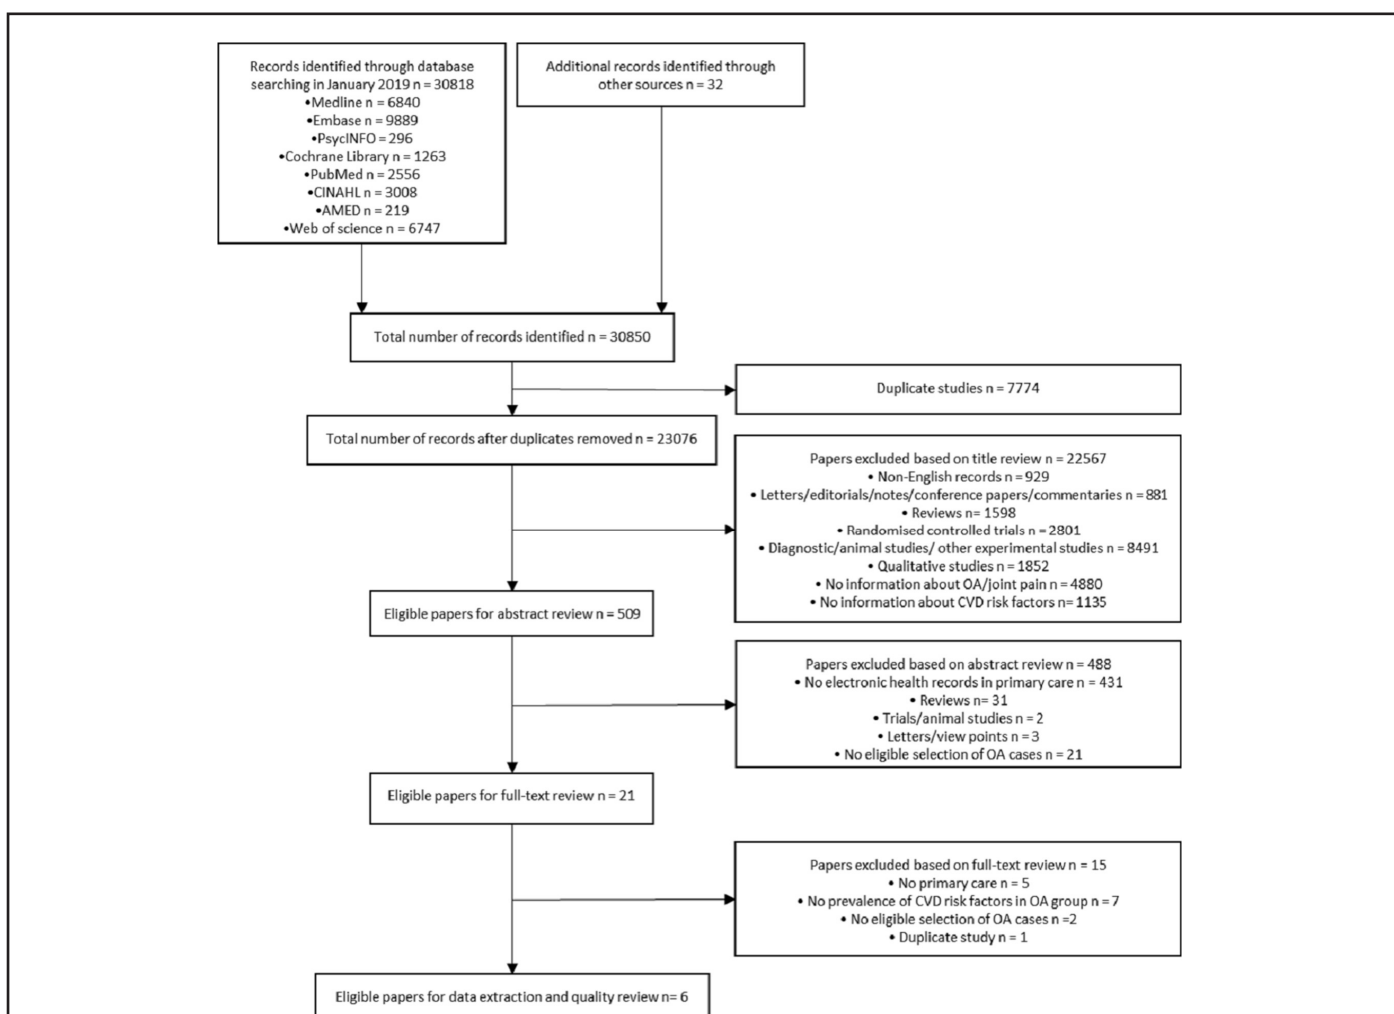 Records identified through database
searching in January 2019 n = 30818
•Medline n = 6840
•Embase n = 9889
•PsycINFO = 296
•Cochrane Library n = 1263
•PubMed n = 2556
•CINAHL n = 3008
•AMED n = 219
•Web of science n = 6747
Additional records identified through
other sources n = 32
Total number of records identified n = 30850
Duplicate studies n = 7774
Total number of records after duplicates removed n = 23076
Papers excluded based on title review n = 22567
• Non-English records n = 929
• Letters/editorials/notes/conference papers/commentaries n = 881
• Reviews n= 1598
• Randomised controlled trials n = 2801
• Diagnostic/animal studies/ other experimental studies n = 8491
• Qualitative studies n = 1852
• No information about OA/joint pain n = 4880
• No information about CVD risk factors n= 1135
Eligible papers for abstract review n = 509
Papers excluded based on abstract review n = 488
• No electronic health records in primary care n = 431
• Reviews n= 31
• Trials/animal studies n = 2
• Letters/view points n = 3
• No eligible selection of OA cases n = 21
Eligible papers for full-text review n = 21
Papers excluded based on full-text review n = 15
• No primary care n = 5
• No prevalence of CVD risk factors in OA group n = 7
• No eligible selection of OA cases n =2
• Duplicate study n = 1
Eligible papers for data extraction and quality review n= 6